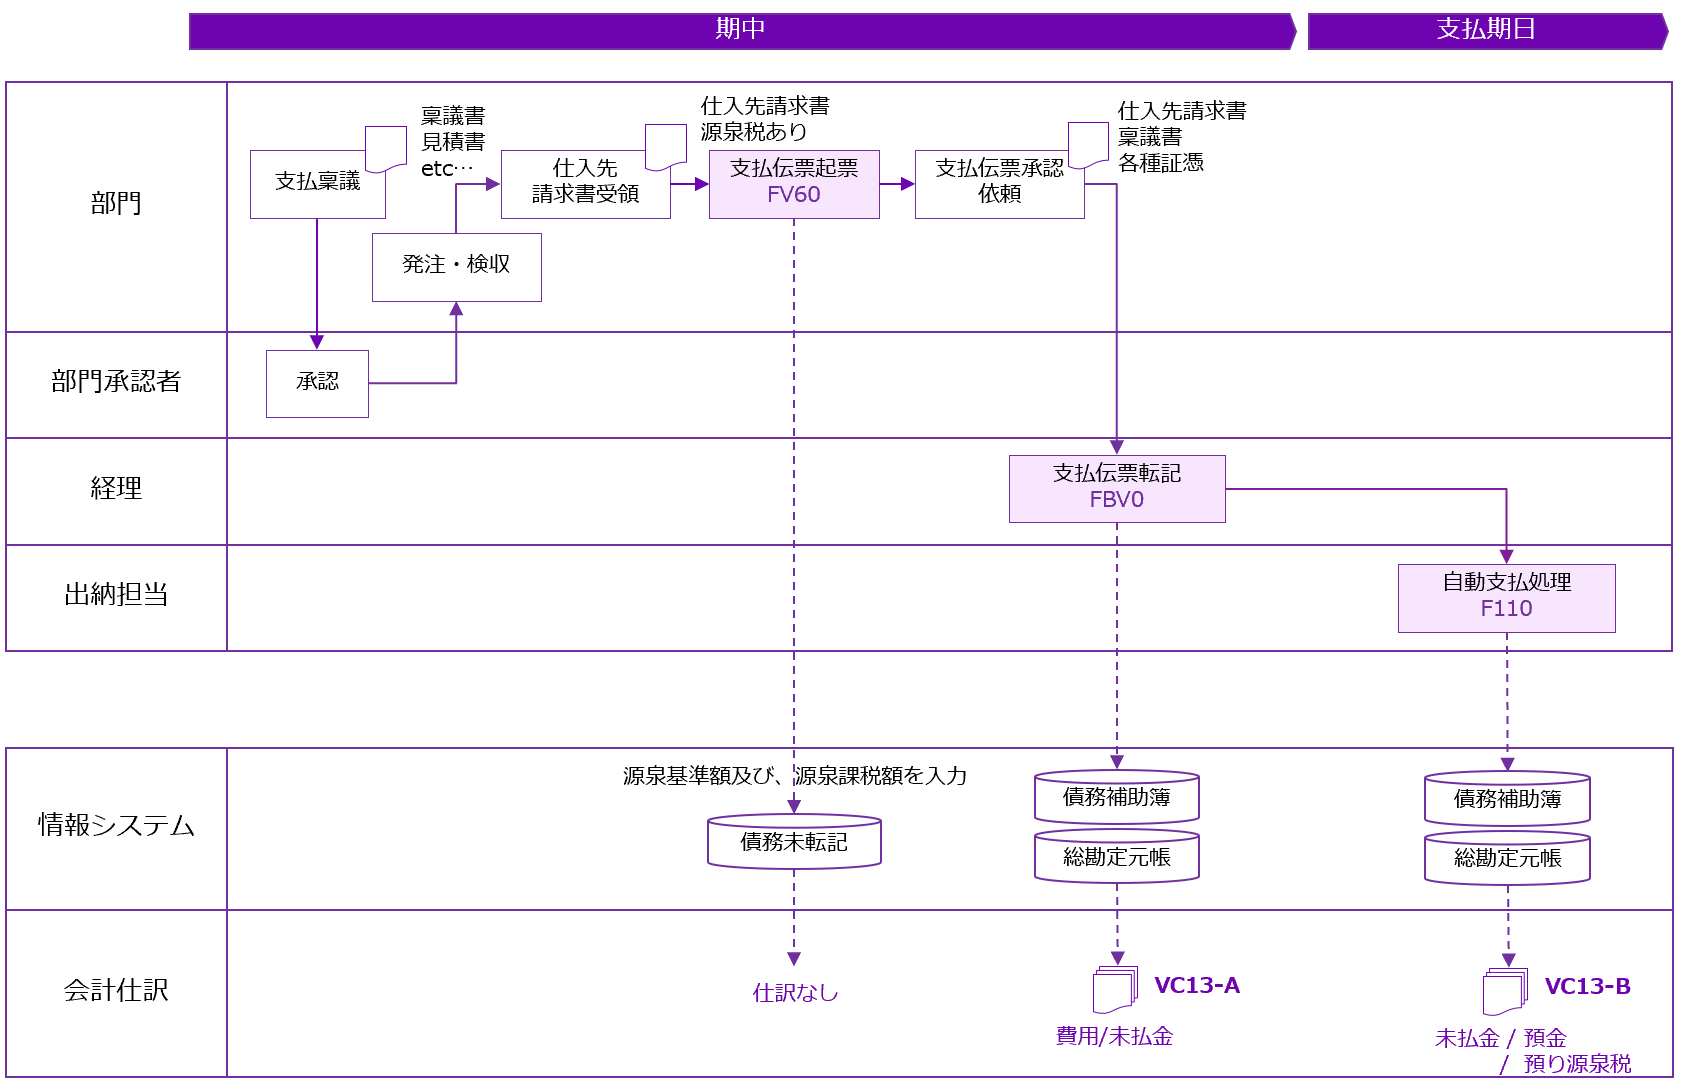 期中
支払期日
部門
支払稟議
稟議書
見積書
etc…
発注・検収
仕入先
請求書受領
仕入先請求書
源泉税あり
支払伝票起票
FV60
支払伝票承認
依頼
仕入先請求書
稟議書
各種証憑
部門承認者
承認
経理
支払伝票転記
FBV0
出納担当
自動支払処理
F110
情報システム
源泉基準額及び、源泉課税額を入力
債務未転記
債務補助簿
総勘定元帳
債務補助簿
総勘定元帳
会計仕訳
仕訳なし
VC13-A
費用/未払金
VC13-B
未払金 / 預金
/ 預り源泉税